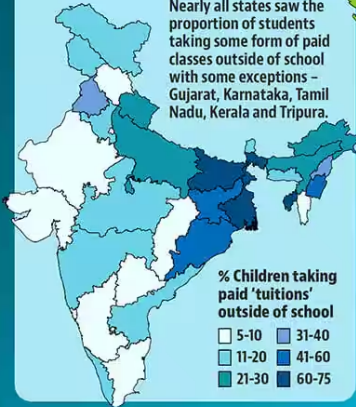 Nearly all states saw the
proportion of students
taking some form of paid
classes outside of school
with some exceptions –
Gujarat, Karnataka, Tamil
Nadu, Kerala and Tripura.
% Children taking
paid ‘tuitions’
outside of school
5-10 31-40
11-20 41-60
21-30 60-75